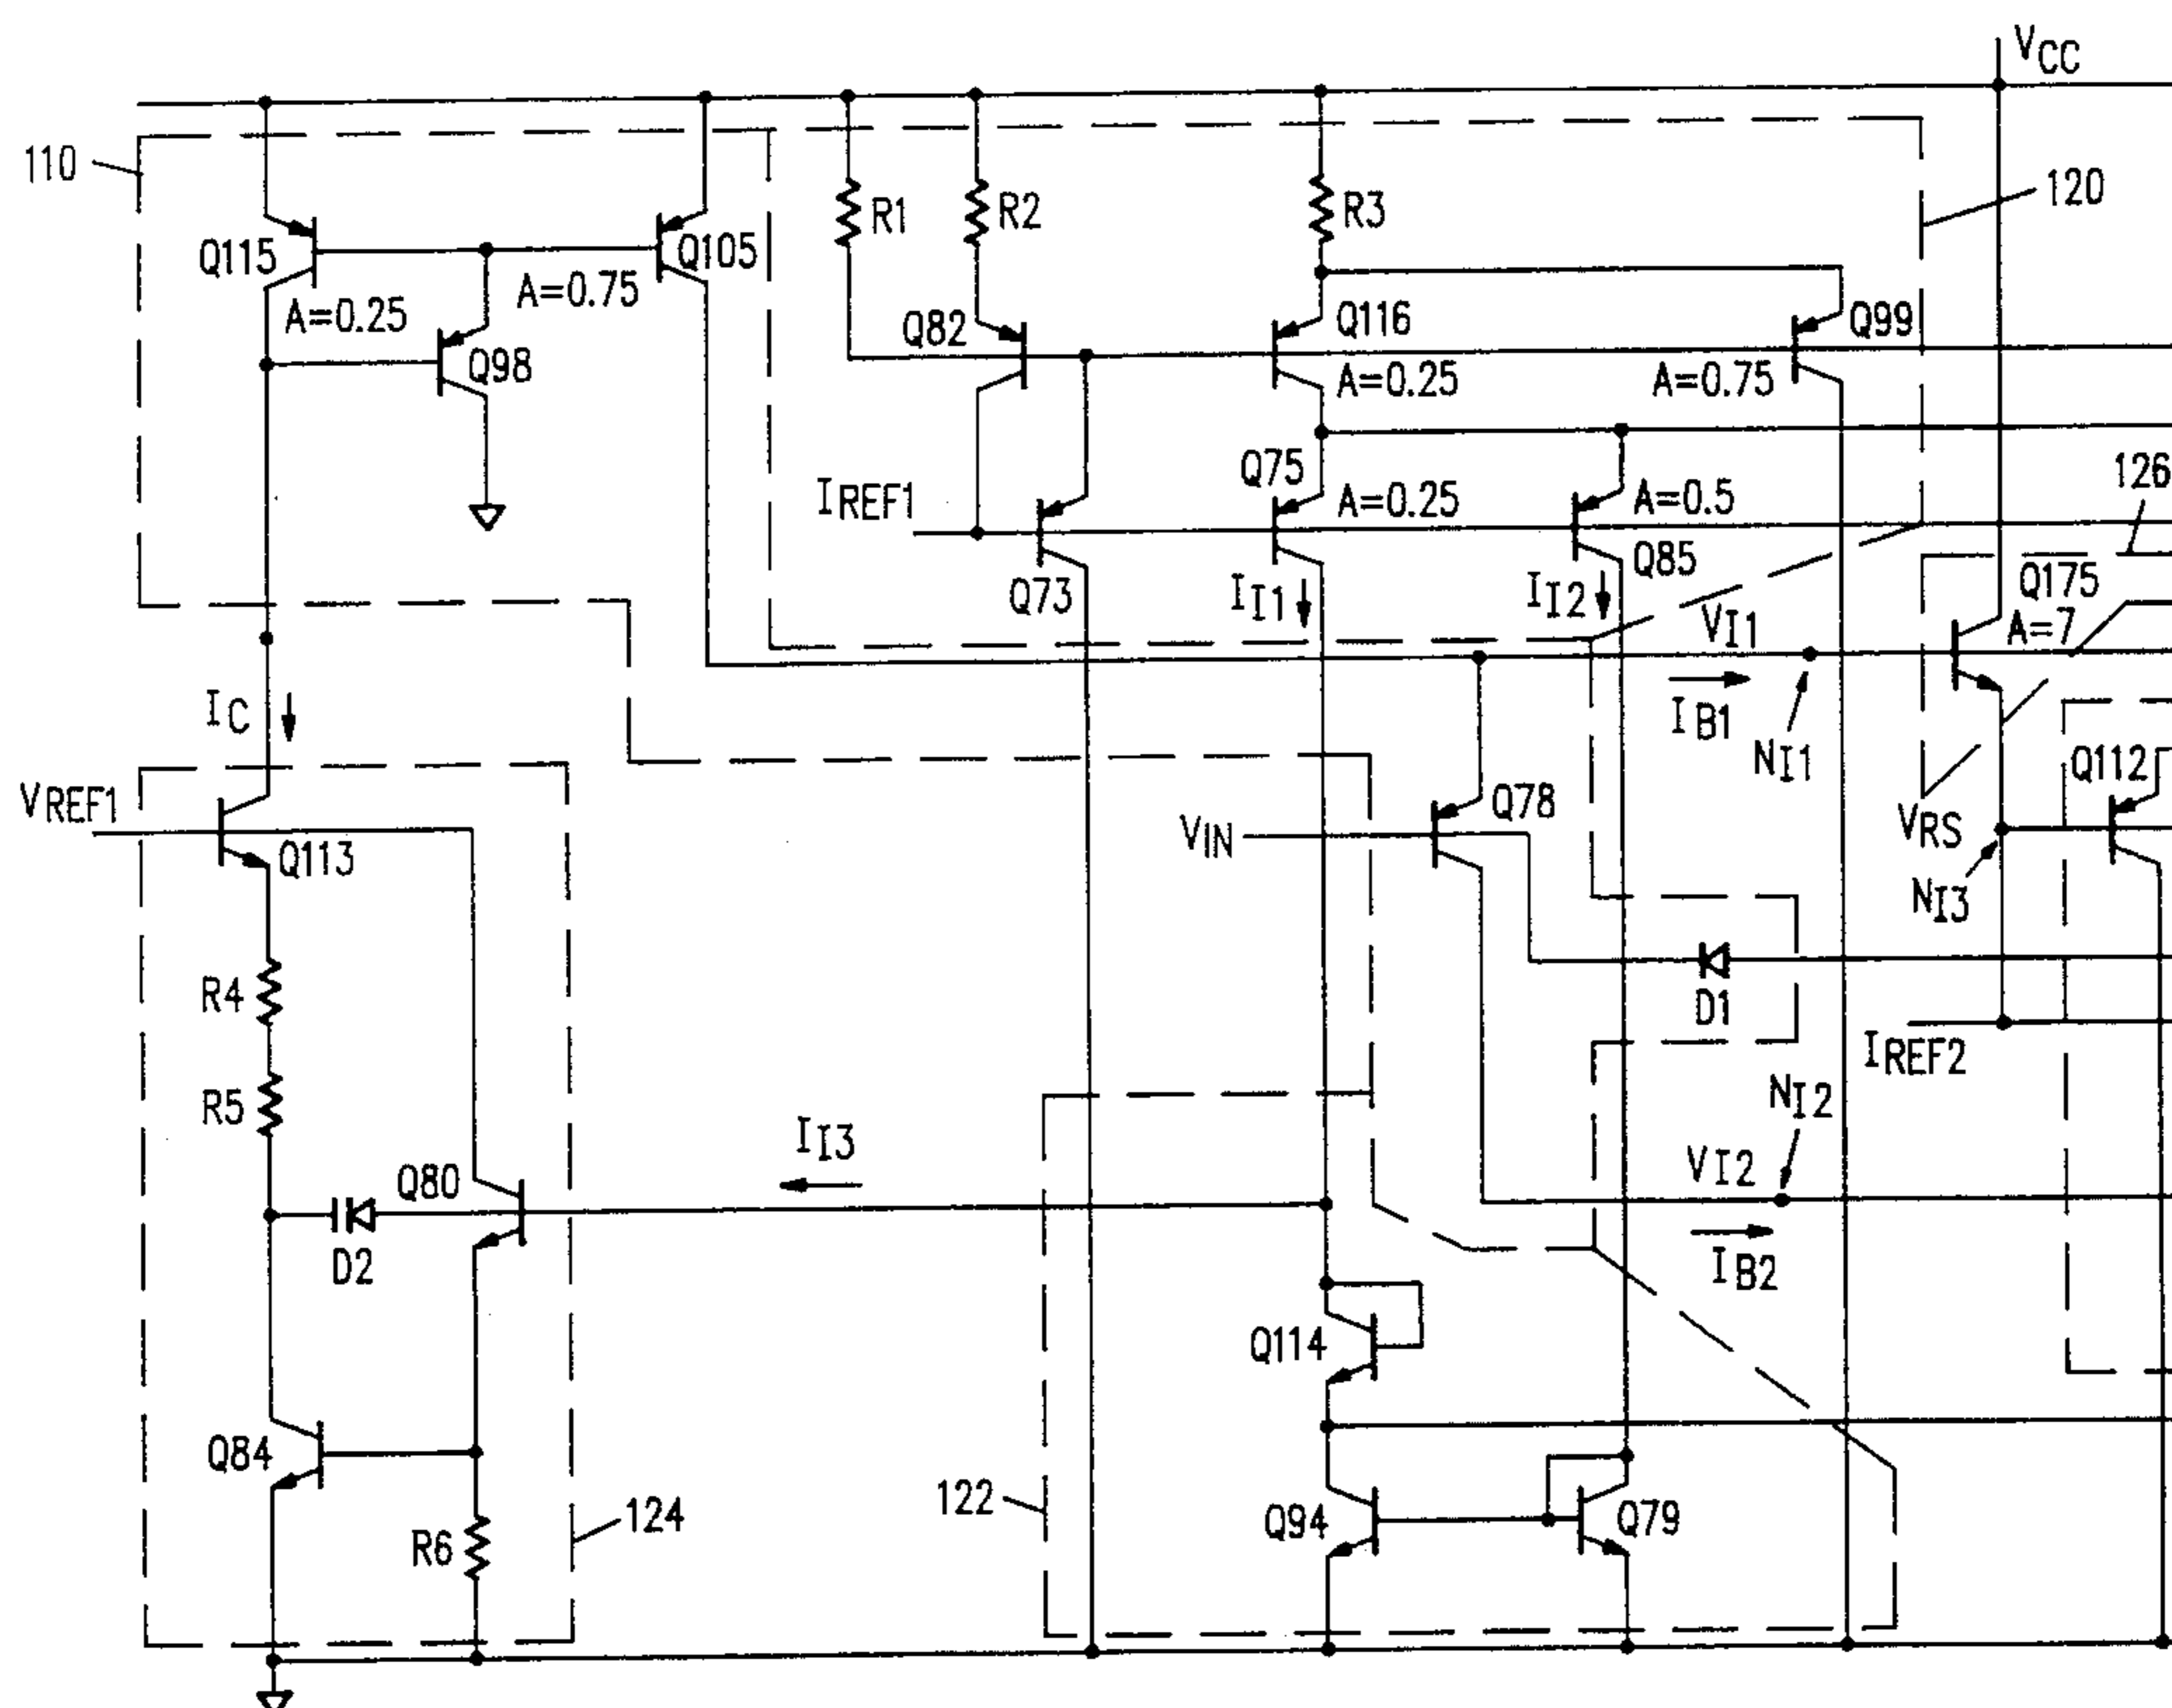 VCC
110
120
R1
R2
R3
Q115
Q105
A=0.25
A=0.75
Q98
Q82
Q116
Q99
A=0.25
A=0.75
Q75
A=0.25
A=0.5
IREF1
Q73
II1
II2
Q85
126
Q175
A=7
VI1
IB1
NI1
IC
VREF1
Q113
VIN
Q78
Q112
VRS
NI3
D1
R4
R5
IREF2
NI2
II3
VI2
IB2
Q80
D2
Q114
Q84
122
Q94
Q79
124
R6